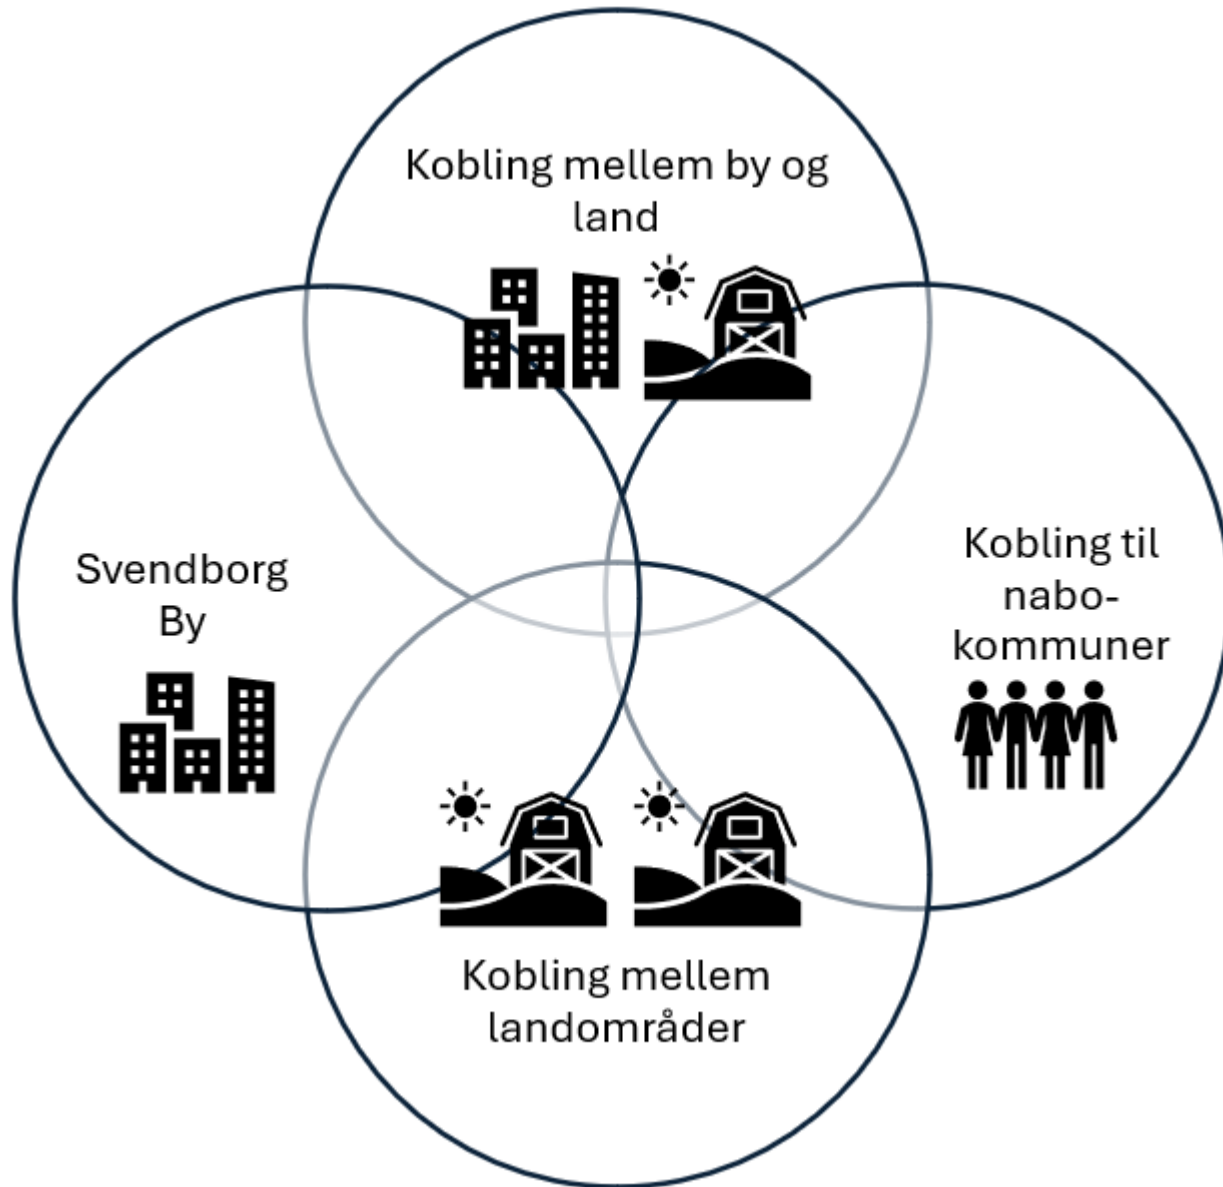 Kobling mellem by og
land
Svendborg
By
Kobling til
nabo-
kommuner
Kobling mellem
landområder